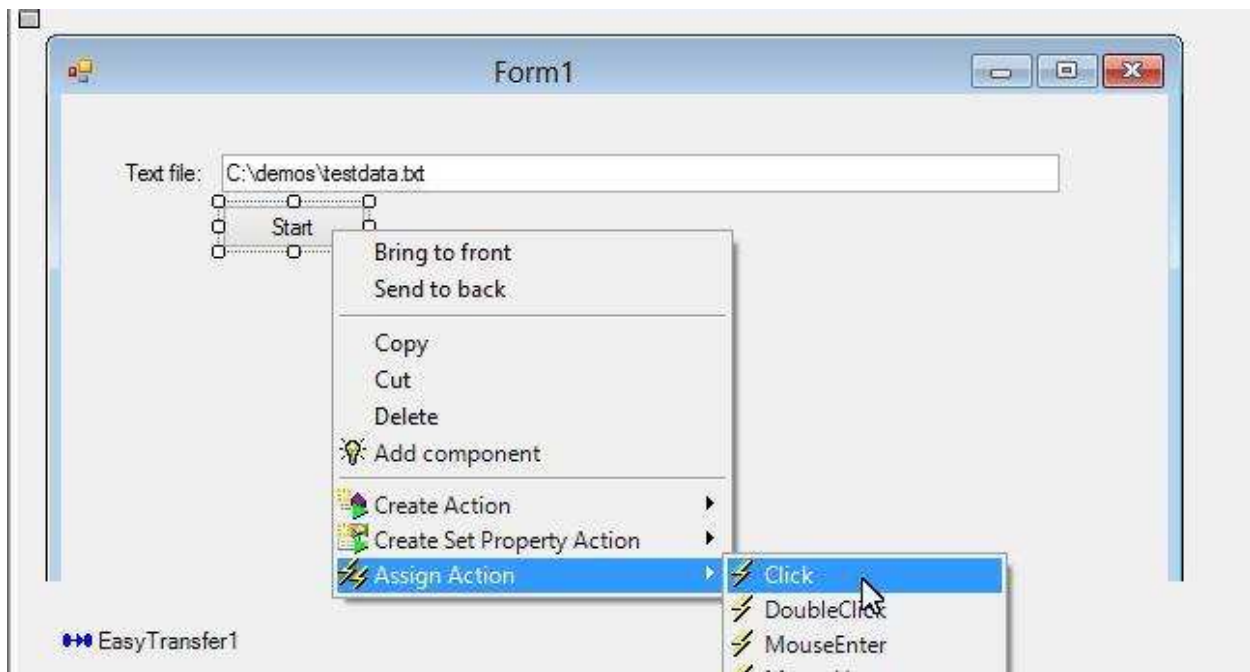 Form1
Text file: C:\demos\testdata.txt
Start
Bring to front
Send to back
Copy
Cut
Delete
Add component
Create Action
Create Set Property Action
Assign Action
Click
DoubleClick
MouseEnter
EasyTransfer1